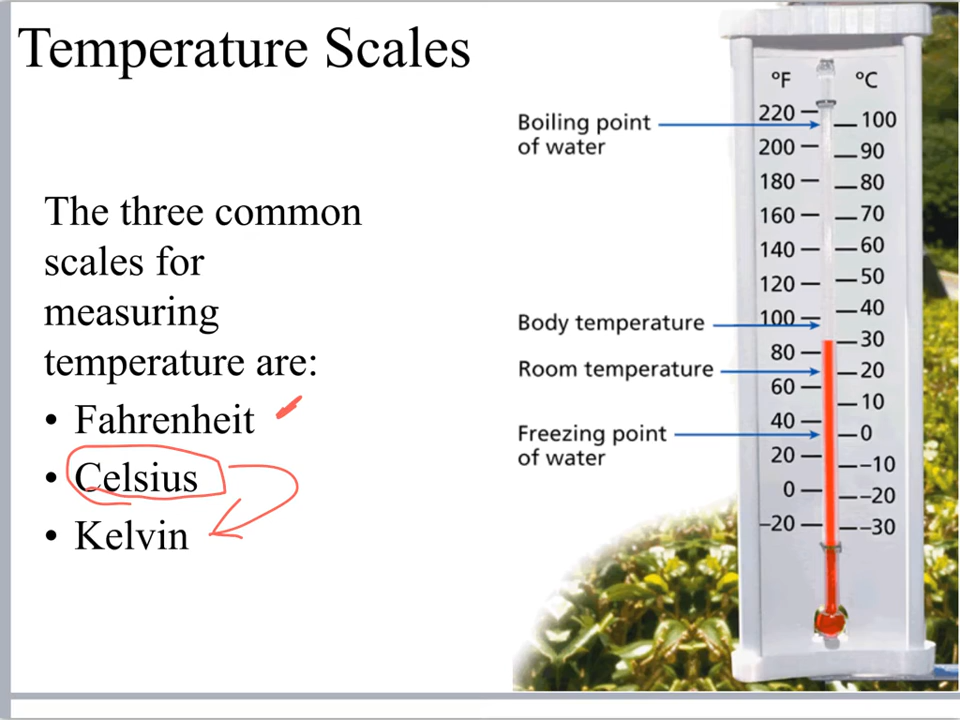 Temperature Scales
The three common
scales for
measuring
temperature are:
• Fahrenheit
• Celsius
• Kelvin
Boiling point
of water
Body temperature
Room temperature
Freezing point
of water
°F
220
200
180
160
140
120
100
80
60
40
20
0
–20
°C
100
90
80
70
60
50
40
30
20
10
0
–10
–20
–30